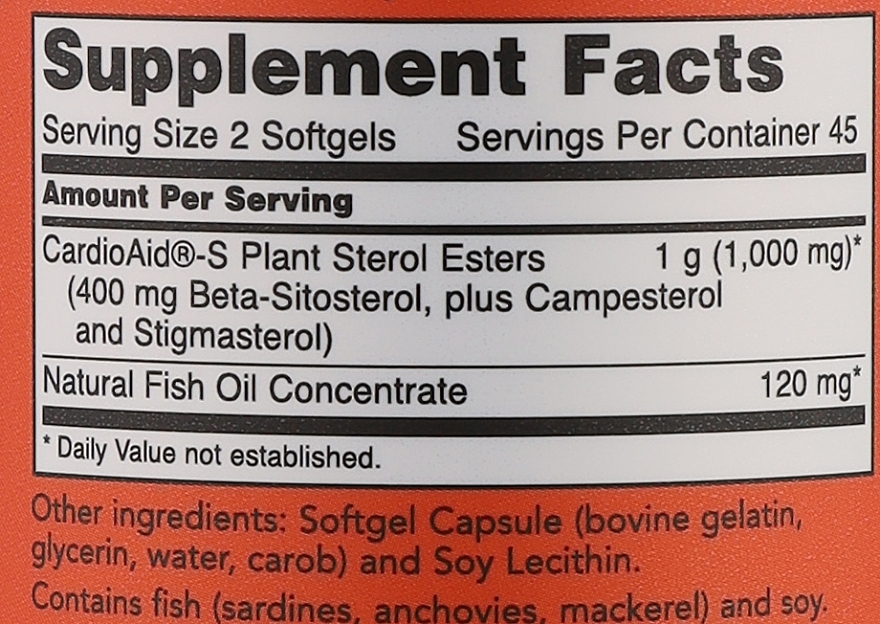 Supplement Facts
Serving Size 2 Softgels Servings Per Container 45
Amount Per Serving
CardioAid®-S Plant Sterol Esters 1 g (1,000 mg)*
(400 mg Beta-Sitosterol, plus Campesterol
and Stigmasterol)
Natural Fish Oil Concentrate 120 mg*
* Daily Value not established.
Other ingredients: Softgel Capsule (bovine gelatin,
glycerin, water, carob) and Soy Lecithin.
Contains fish (sardines, anchovies, mackerel) and soy.